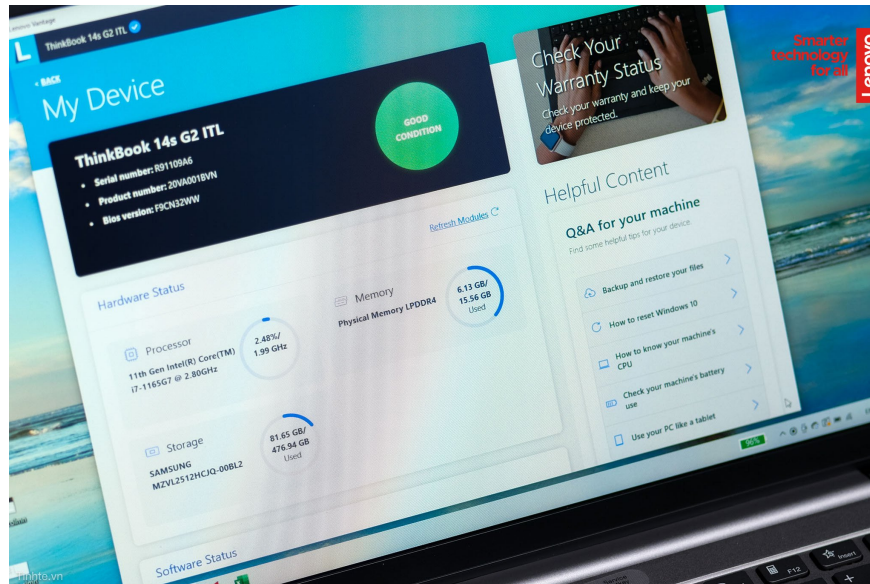 Lenovo Vantage
L
ThinkBook 14s G2 ITL
< BACK
My Device
ThinkBook 14s G2 ITL
• Serial number: R91109A6
• Product number: 20VA001BVN
• Bios version: F9CN32WW
GOOD
CONDITION
Check Your
Warranty Status
Check your warranty and keep your
device protected.
Smarter
technology
for all
Lenovo
Refresh Modules
Hardware Status
Processor
11th Gen Intel(R) Core(TM)
i7-1165G7 @ 2.80GHz
2.48%/
1.99 GHz
Memory
Physical Memory LPDDR4
6.13 GB/
15.56 GB
Used
Storage
SAMSUNG
MZVL2512HCJQ-00BL2
81.65 GB/
476.94 GB
Used
Software Status
Helpful Content
Q&A for your machine
Find some helpful tips for your device.
Backup and restore your files
How to reset Windows 10
How to know your machine's
CPU
Check your machine's battery
use
Use your PC like a tablet
96%
F12
Insert
tinhte.vn